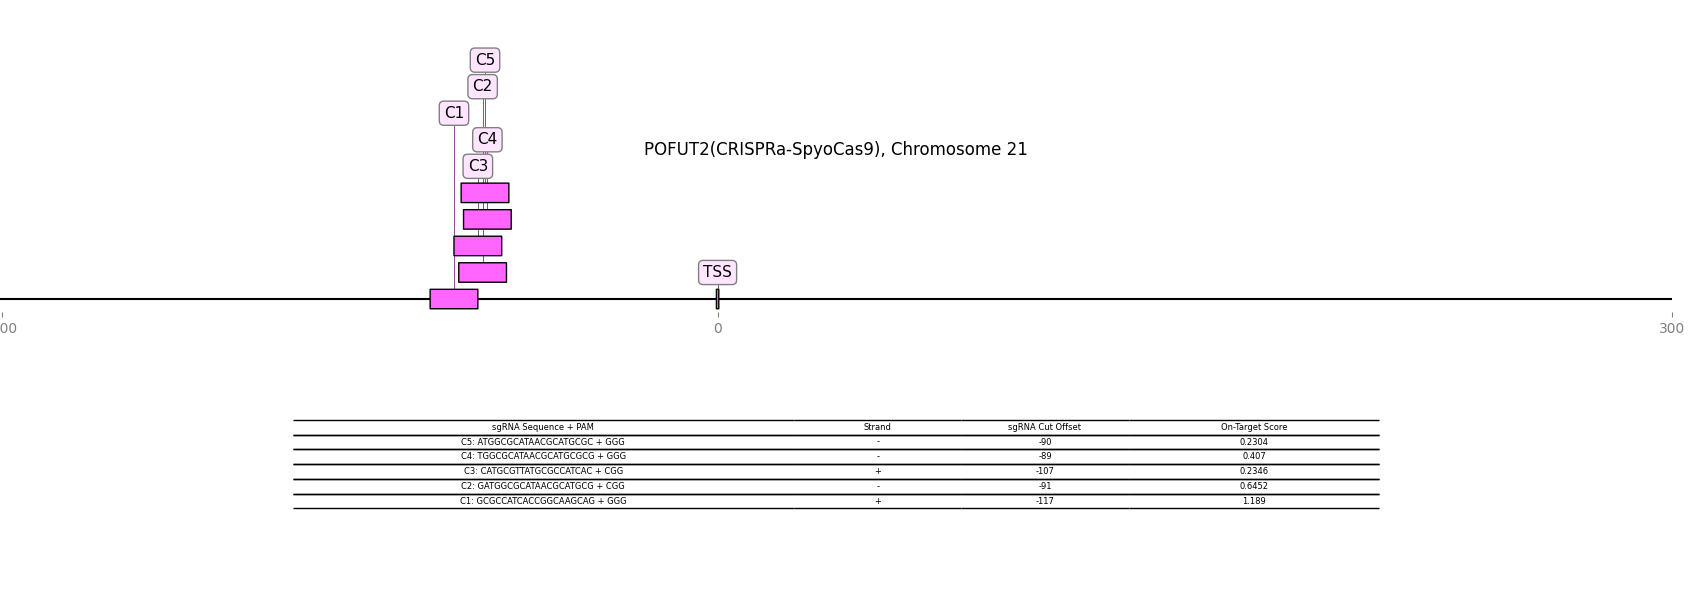 C5
C2
C1
C4
POFUT2(CRISPRa-SpyoCas9), Chromosome 21
C3
TSS
00 0 300
sgRNA Sequence + PAM Strand sgRNA Cut Offset On-Target Score
C5: ATGGCGCATAACGCATGCGC + GGG - -90 0.2304
C4: TGGCGCATAACGCATGCGCG + GGG - -89 0.407
C3: CATGCGTTATGCGCCATCAC + CGG + -107 0.2346
C2: GATGGCGCATAACGCATGCG + CGG - -91 0.6452
C1: GCGCCATCACCGGCAAGCAG + GGG + -117 1.189